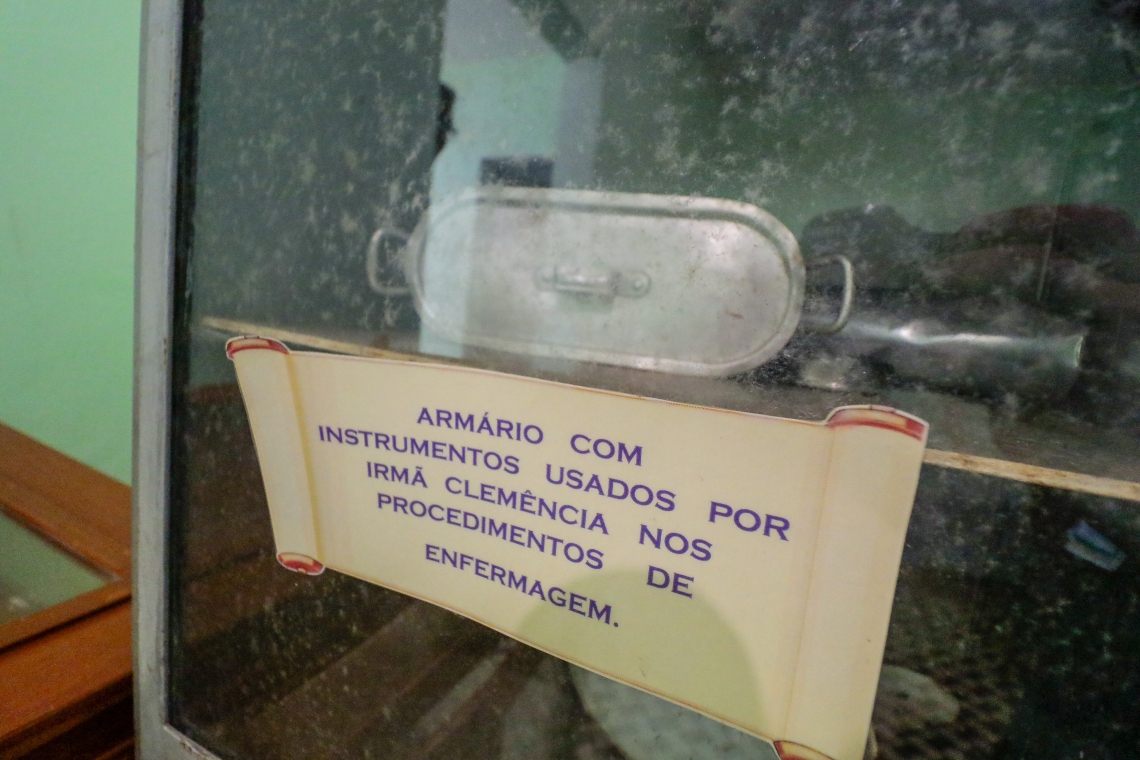 ARMÁRIO COM
INSTRUMENTOS USADOS POR
IRMÃ CLEMÊNCIA NOS
PROCEDIMENTOS DE
ENFERMAGEM.